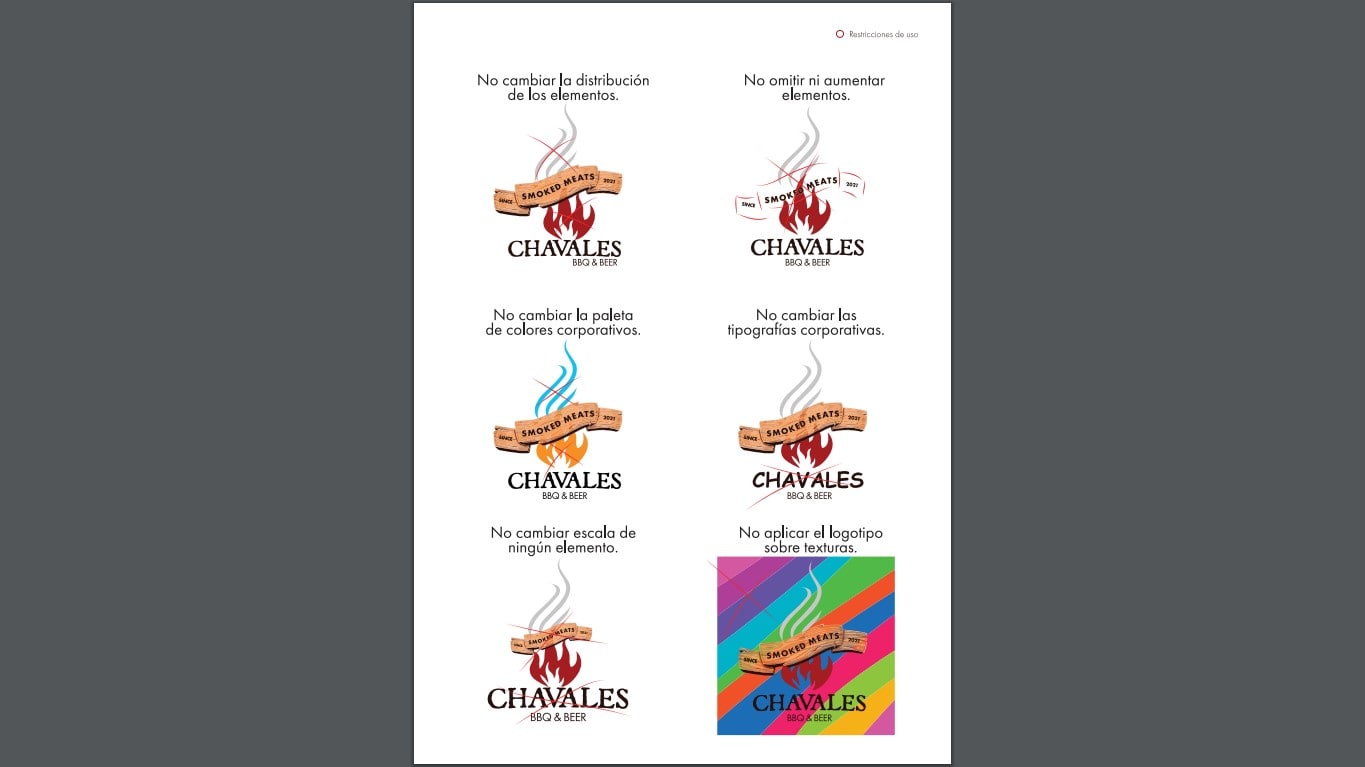 Restricciones de uso
No cambiar la distribución
de los elementos.
SINCE
SMOKED MEATS
2021
CHAVALES
BBQ & BEER
No omitir ni aumentar
elementos.
SINCE
SMOKED MEATS
2021
CHAVALES
BBQ & BEER
No cambiar la paleta
de colores corporativos.
SINCE
SMOKED MEATS
2021
CHAVALES
BBQ & BEER
No cambiar las
tipografías corporativas.
SINCE
SMOKED MEATS
2021
CHAVALES
BBQ & BEER
No cambiar escala de
ningún elemento.
SINCE
SMOKED MEATS
2021
CHAVALES
BBQ & BEER
No aplicar el logotipo
sobre texturas.
SINCE
SMOKED MEATS
2021
CHAVALES
BBQ & BEER